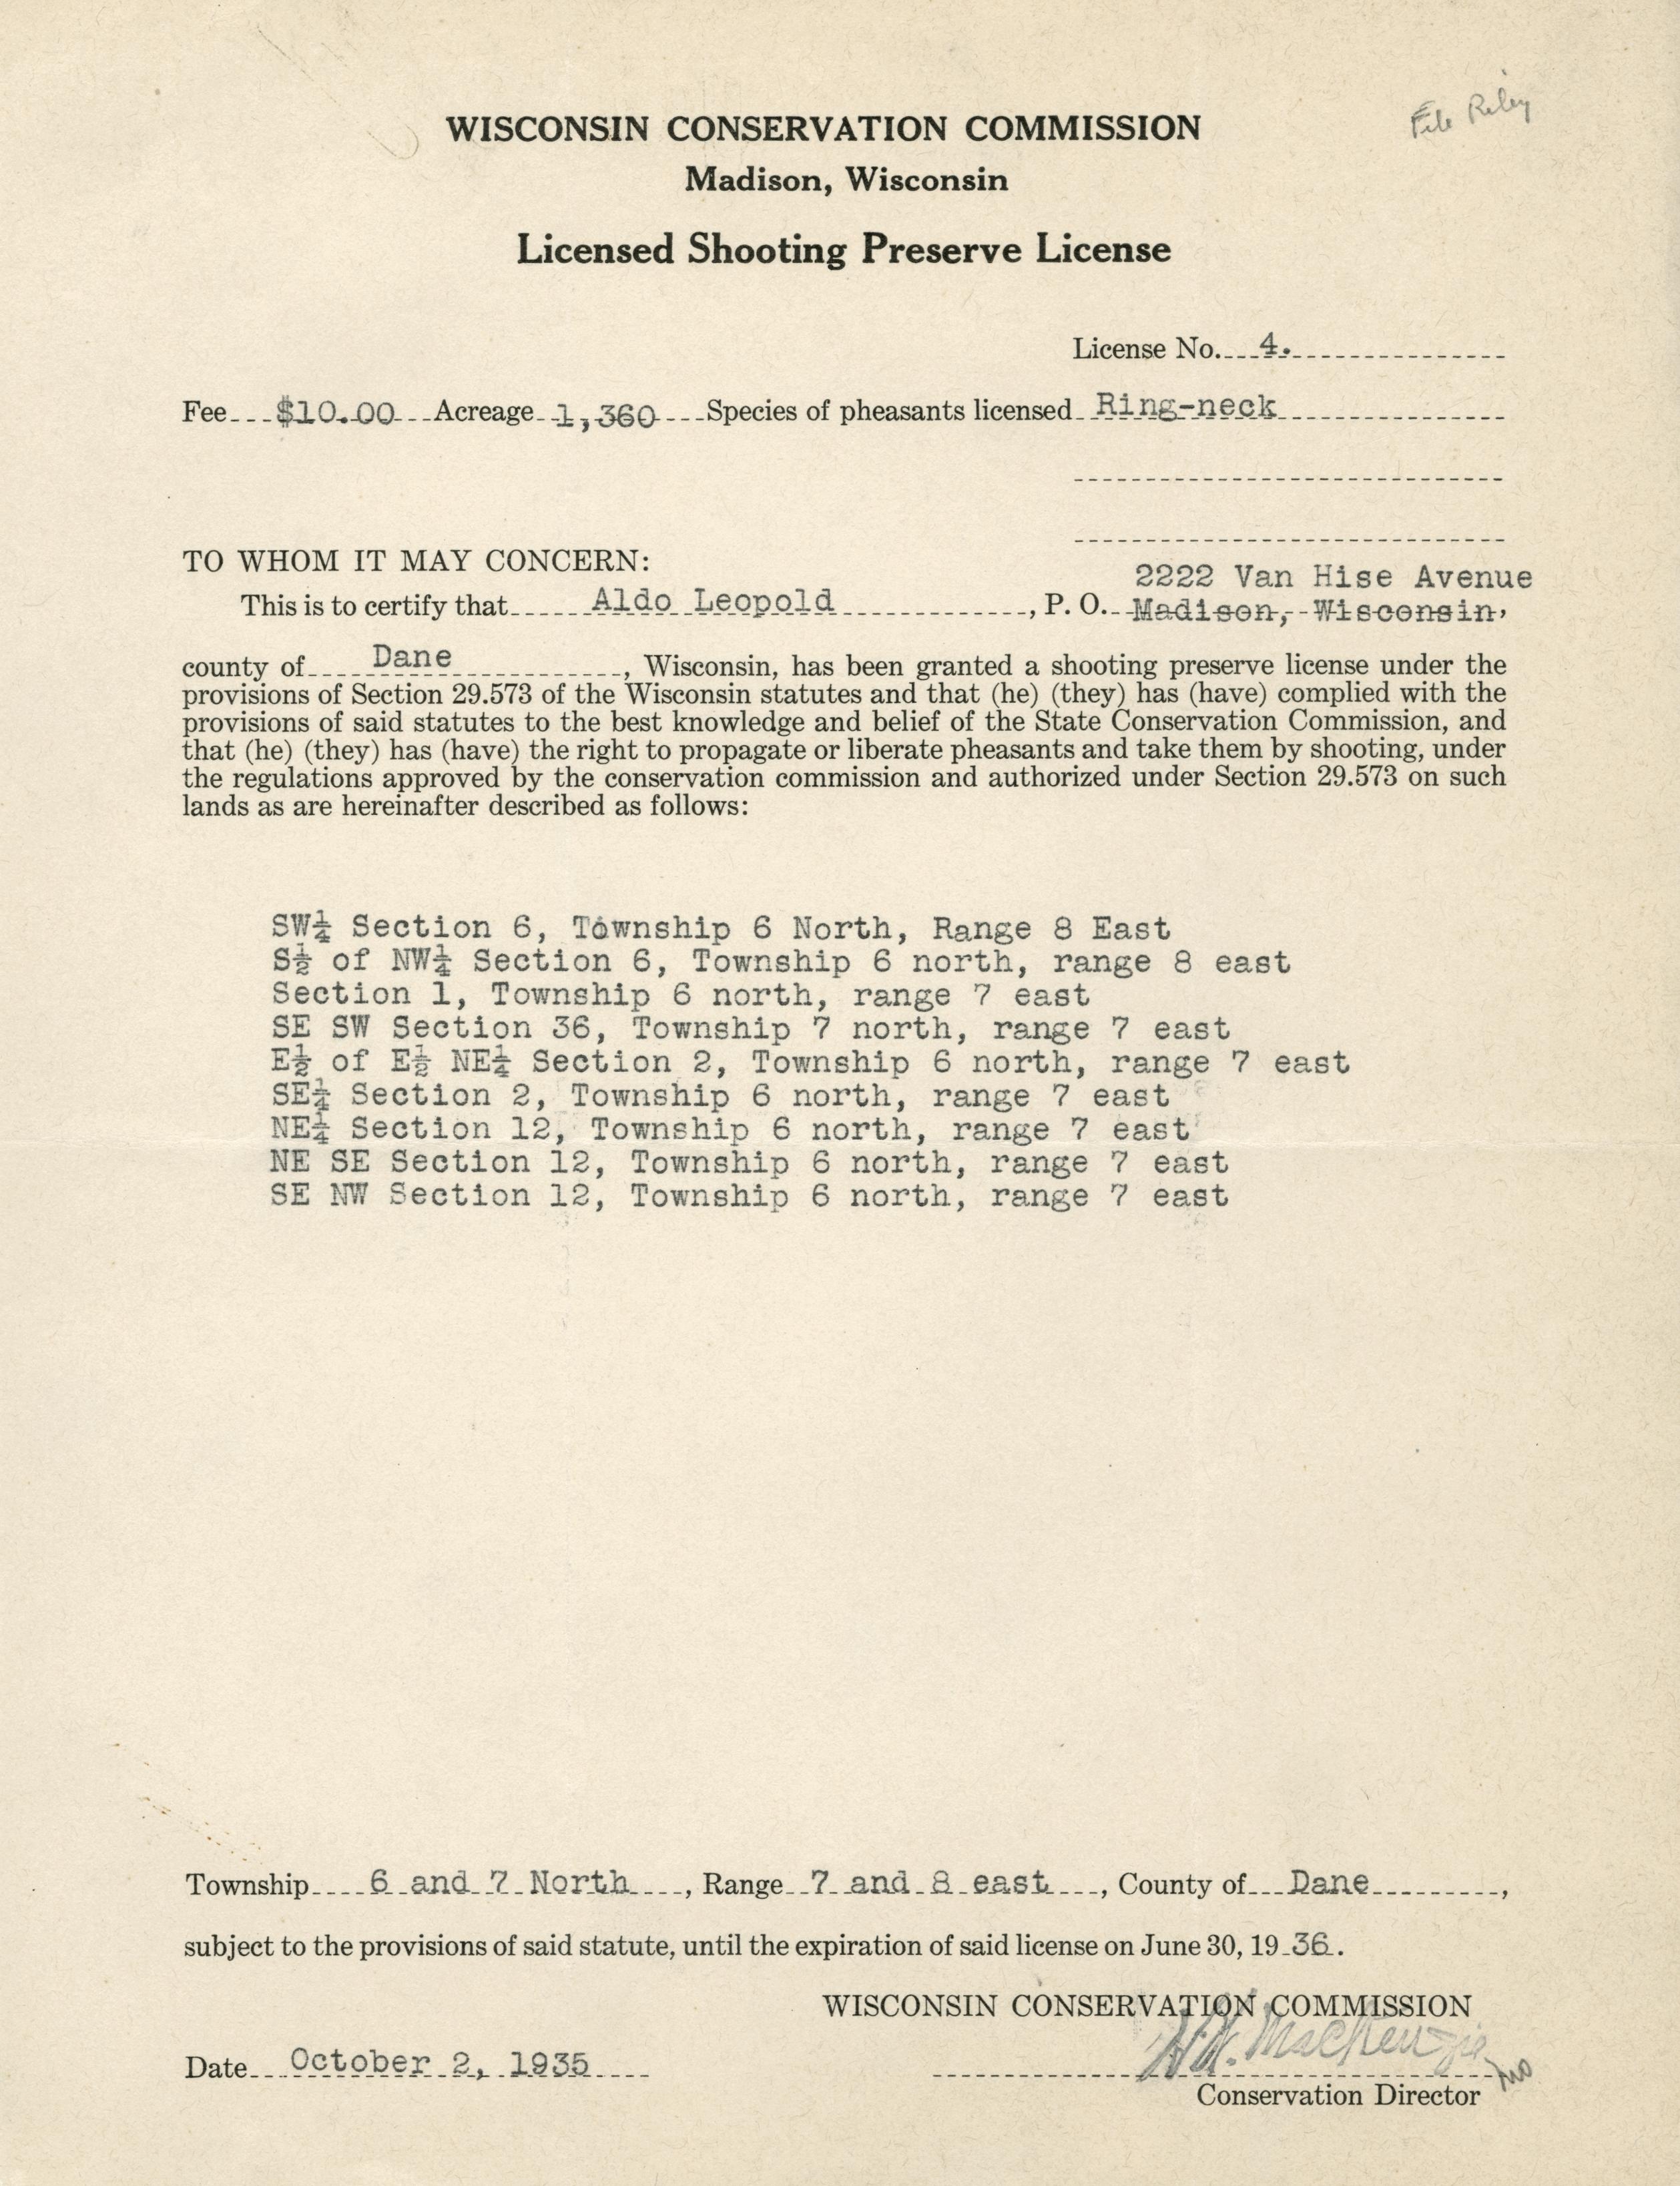 File Riley
WISCONSIN CONSERVATION COMMISSION
Madison, Wisconsin
Licensed Shooting Preserve License
License No. 4.
Fee $10.00 Acreage 1,360 Species of pheasants licensed Ring-neck
TO WHOM IT MAY CONCERN:
2222 Van Hise Avenue
This is to certify that Aldo Leopold, P. O. Madison, Wisconsin,
county of Dane, Wisconsin, has been granted a shooting preserve license under the
provisions of Section 29.573 of the Wisconsin statutes and that (he) (they) has (have) complied with the
provisions of said statutes to the best knowledge and belief of the State Conservation Commission, and
that (he) (they) has (have) the right to propagate or liberate pheasants and take them by shooting, under
the regulations approved by the conservation commission and authorized under Section 29.573 on such
lands as are hereinafter described as follows:
SW¼ Section 6, Township 6 North, Range 8 East
S½ of NW¼ Section 6, Township 6 north, range 8 east
Section 1, Township 6 north, range 7 east
SE SW Section 36, Township 7 north, range 7 east
E½ of E½ NE¼ Section 2, Township 6 north, range 7 east
SE¼ Section 2, Township 6 north, range 7 east
NE¼ Section 12, Township 6 north, range 7 east
NE SE Section 12, Township 6 north, range 7 east
SE NW Section 12, Township 6 north, range 7 east
Township 6 and 7 North, Range 7 and 8 east, County of Dane,
subject to the provisions of said statute, until the expiration of said license on June 30, 1936.
WISCONSIN CONSERVATION COMMISSION
H.W. MacKenzie
Date October 2, 1935
Conservation Director